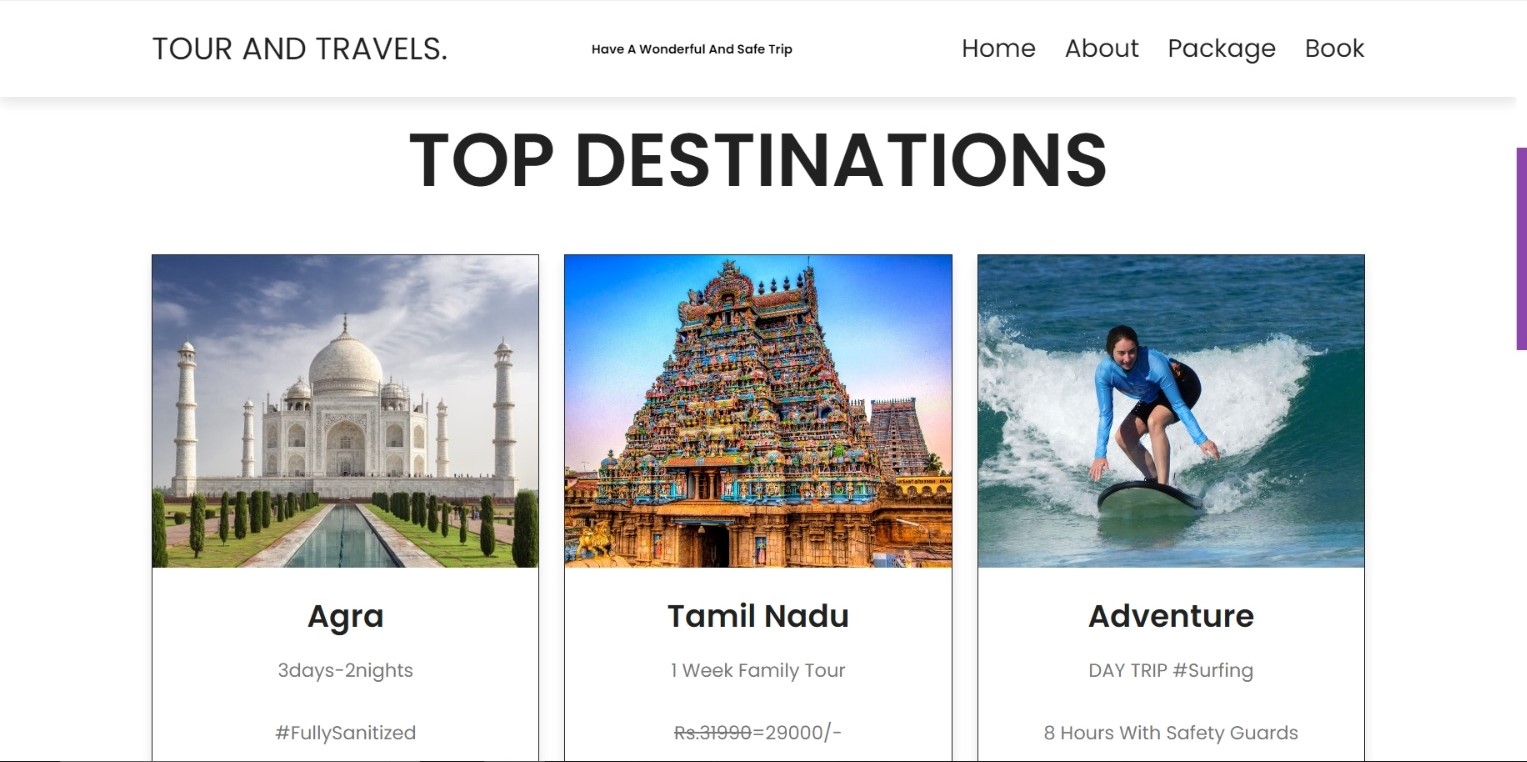 TOUR AND TRAVELS.
Have A Wonderful And Safe Trip
Home About Package Book
TOP DESTINATIONS
Agra
3days-2nights
#FullySanitized
Tamil Nadu
1 Week Family Tour
Rs.31990=29000/-
Adventure
DAY TRIP #Surfing
8 Hours With Safety Guards